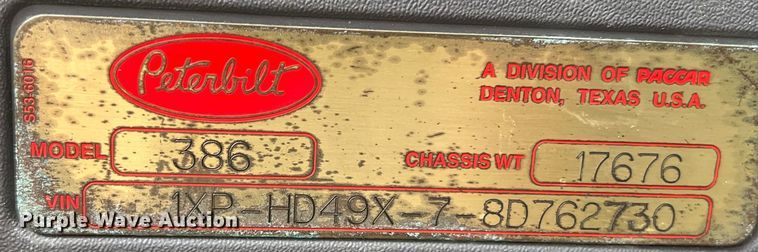 Peterbilt
A DIVISION OF PACCAR
DENTON, TEXAS U.S.A.
S53-6016
MODEL 386
CHASSIS WT 17676
VIN 1XP-HD49X-7-8D762730
Purple Wave Auction